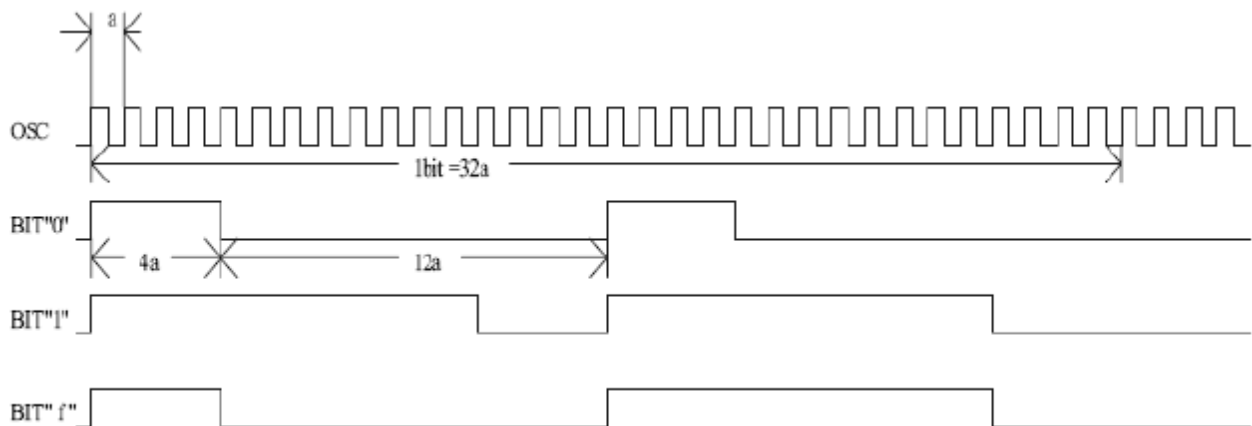 a
OSC
1bit =32a
BIT"0"
4a
12a
BIT"1"
BIT" f"